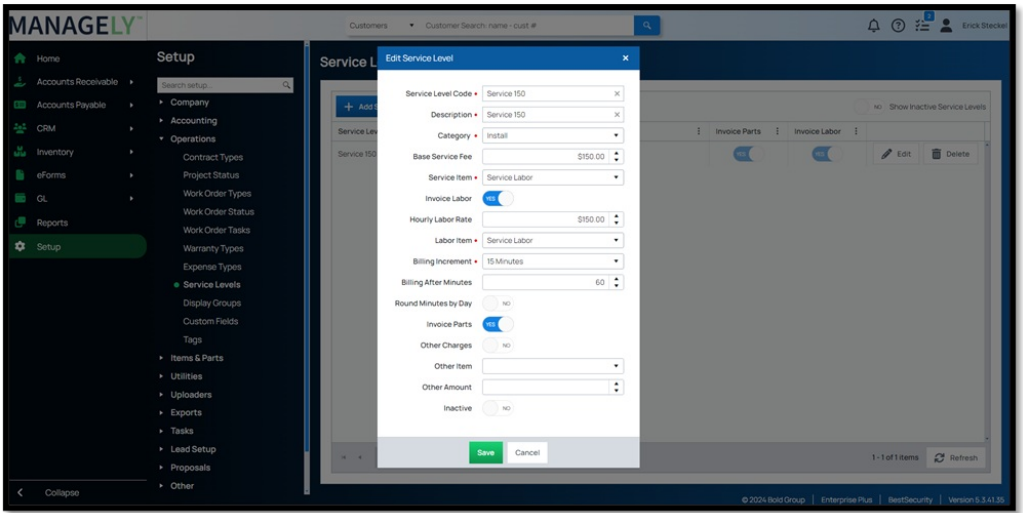 MANAGELY
Customers Customer Search: name - cust # 8 Erick Steckel
Home
Accounts Receivable
Accounts Payable
CRM
Inventory
eForms
GL
Reports
Setup
Collapse
Setup
Search setup...
Company
Accounting
Operations
Contract Types
Project Status
Work Order Types
Work Order Status
Work Order Tasks
Warranty Types
Expense Types
Service Levels
Display Groups
Custom Fields
Tags
Items & Parts
Utilities
Uploaders
Exports
Tasks
Lead Setup
Proposals
Other
Service L
+ Add S
NO Show Inactive Service Levels
Service Lev Invoice Parts Invoice Labor
Service 150 YES YES Edit Delete
Edit Service Level ×
Service Level Code • Service 150 ×
Description • Service 150 ×
Category • Install
Base Service Fee $150.00
Service Item • Service Labor
Invoice Labor YES
Hourly Labor Rate $150.00
Labor Item • Service Labor
Billing Increment • 15 Minutes
Billing After Minutes 60
Round Minutes by Day NO
Invoice Parts YES
Other Charges NO
Other Item
Other Amount
Inactive NO
Save Cancel
1 - 1 of 1 items Refresh
© 2024 Bold Group | Enterprise Plus | BestSecurity | Version 5.3.41.35